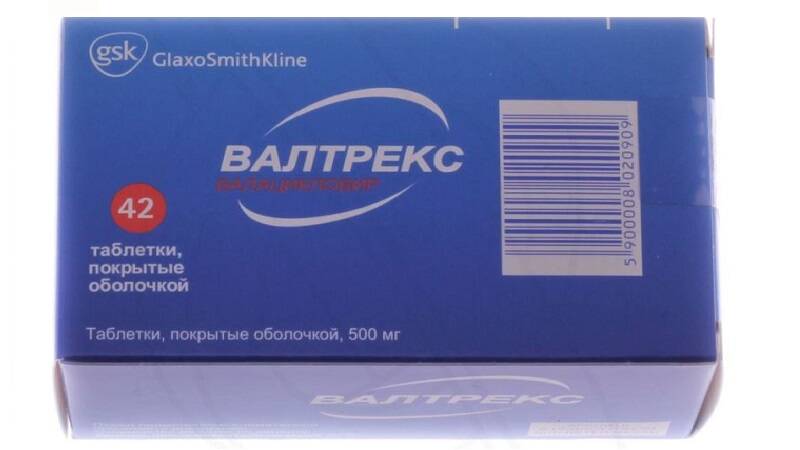 gsk GlaxoSmithKline
ВАЛТРЕКС
ВАЛАЦИКЛОВИР
42
таблетки,
покрытые
оболочкой
5 900008 020909
Таблетки, покрытые оболочкой, 500 мг
ВАЛТРЕКС